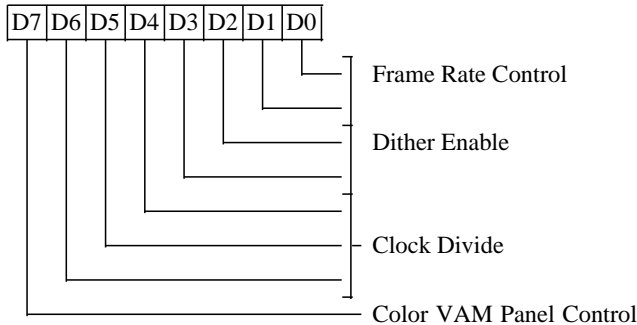 D7 D6 D5 D4 D3 D2 D1 D0
Frame Rate Control
Dither Enable
Clock Divide
Color VAM Panel Control